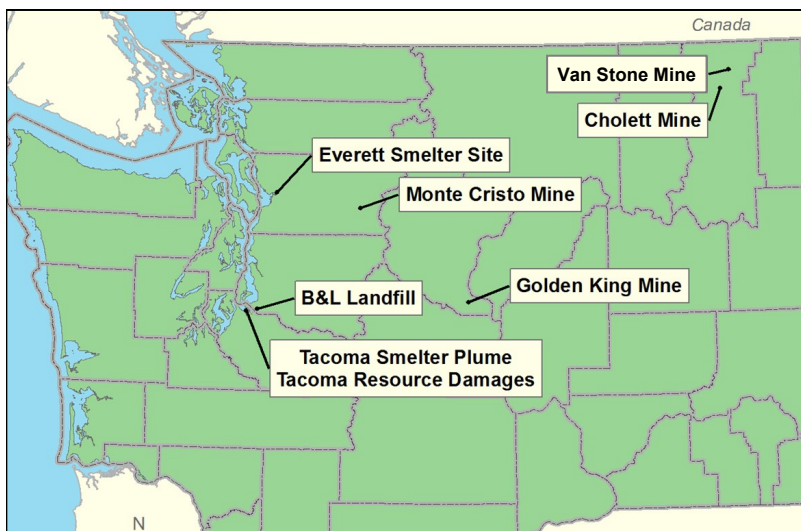 Canada
Van Stone Mine
Cholett Mine
Everett Smelter Site
Monte Cristo Mine
Golden King Mine
B&L Landfill
Tacoma Smelter Plume
Tacoma Resource Damages
N